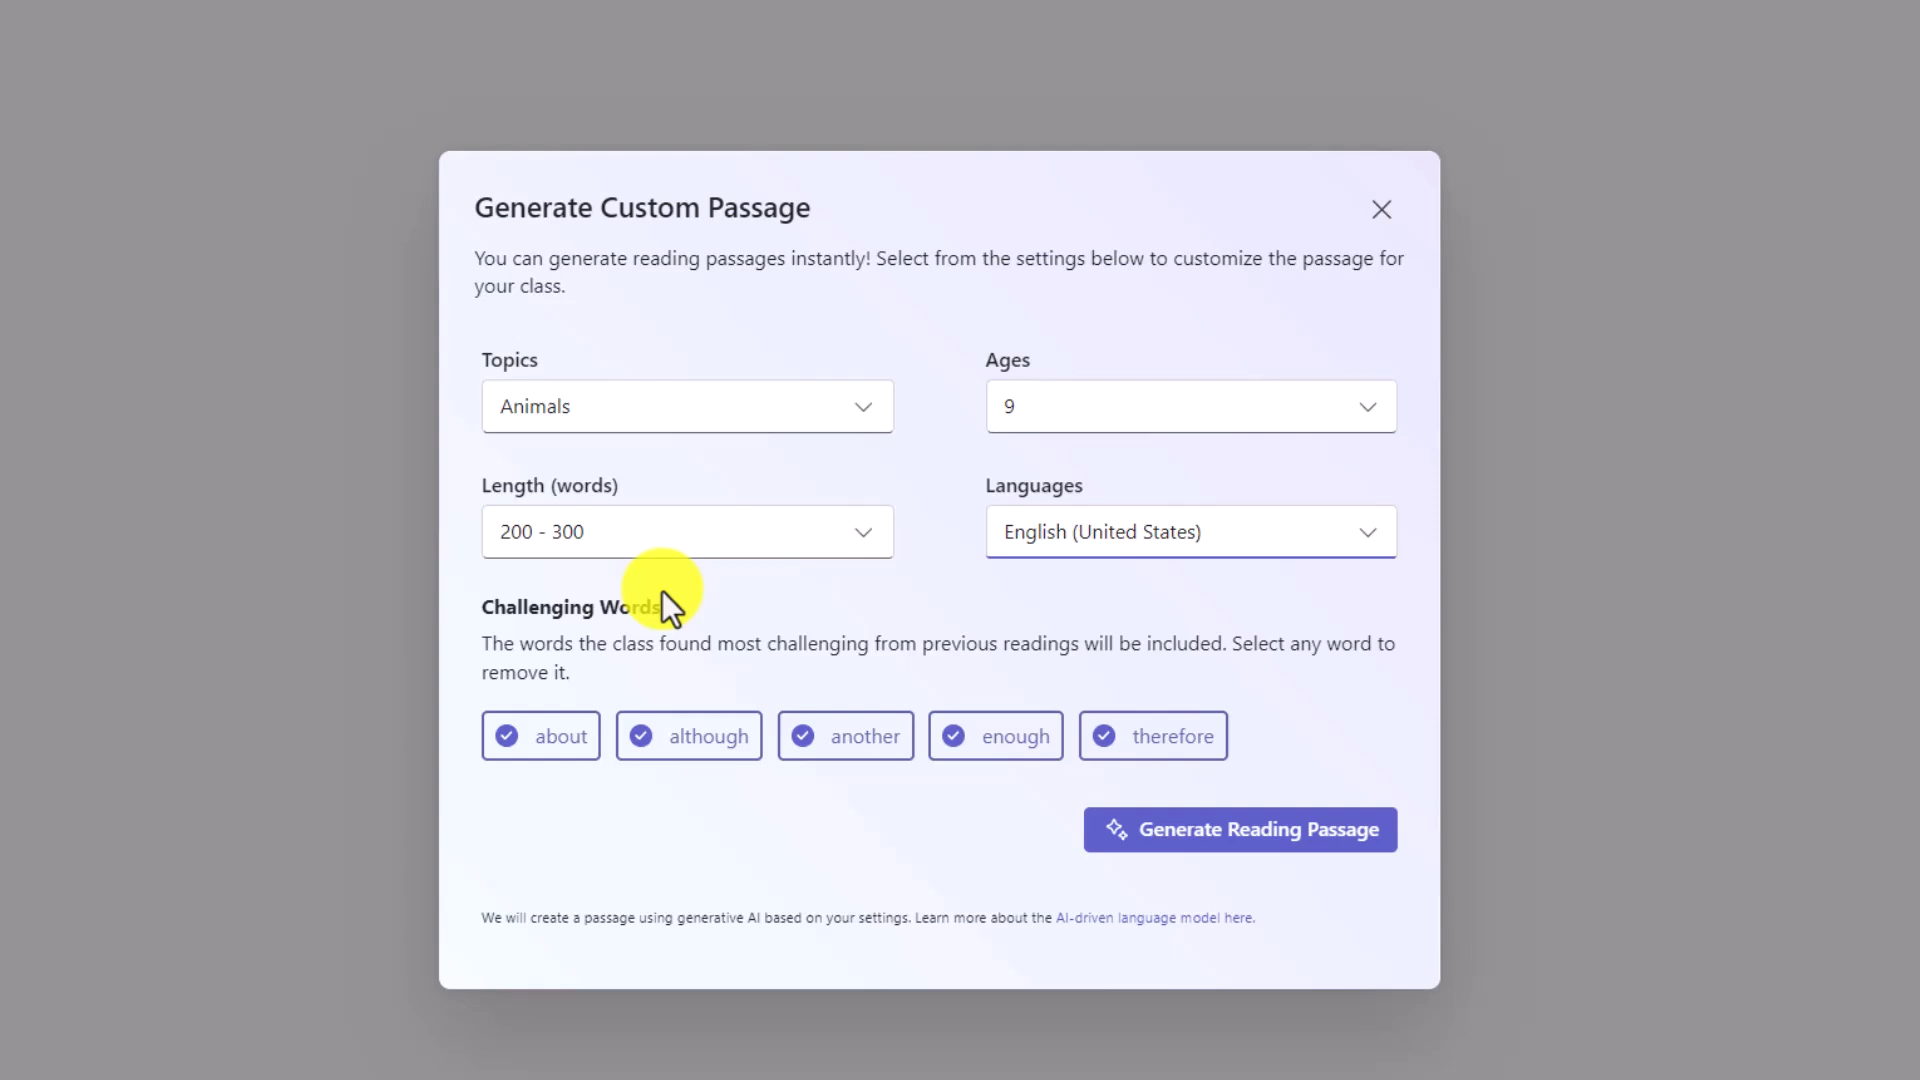 Generate Custom Passage
You can generate reading passages instantly! Select from the settings below to customize the passage for
your class.
Topics
Ages
Animals
9
Length (words)
Languages
200 - 300
English (United States)
Challenging Words
The words the class found most challenging from previous readings will be included. Select any word to
remove it.
about although another enough therefore
Generate Reading Passage
We will create a passage using generative AI based on your settings. Learn more about the AI-driven language model here.